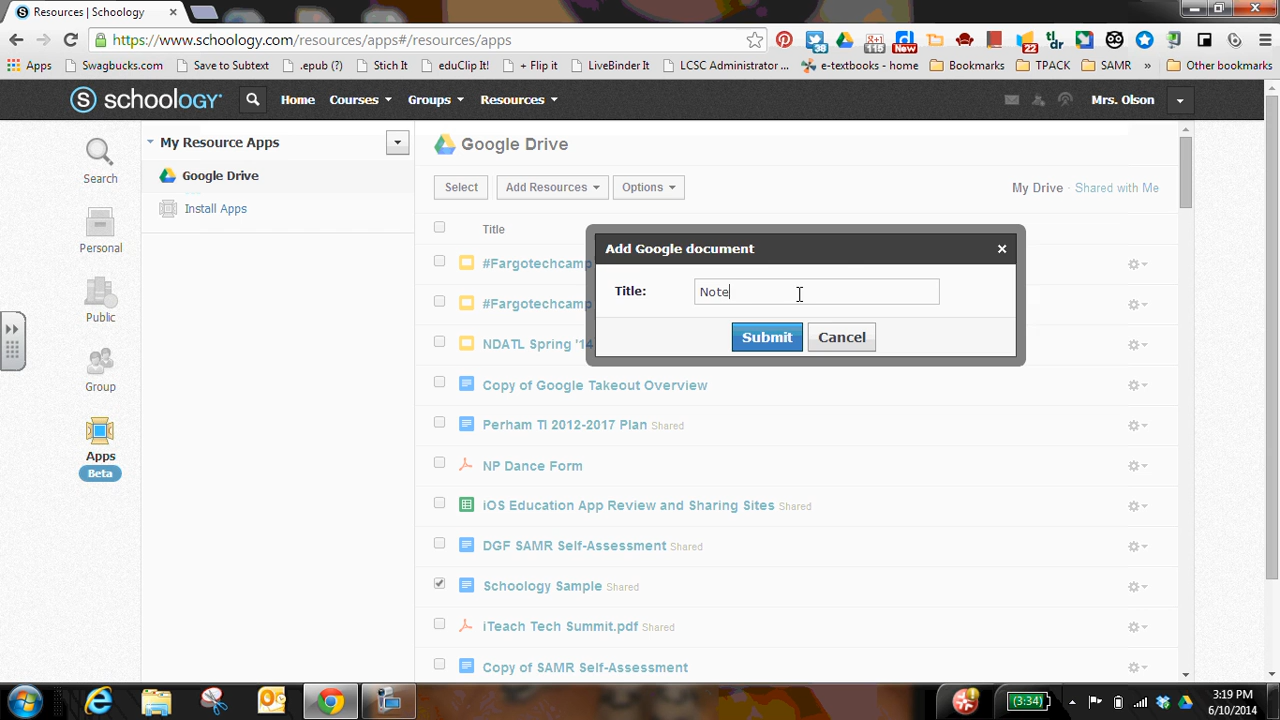 Resources | Schoology
https://www.schoology.com/resources/apps#/resources/apps
38
115
New
22
tl;dr
Apps
Swagbucks.com
Save to Subtext
.epub (?)
Stich It
eduClip It!
+ Flip it
LiveBinder It
LCSC Administrator ...
e-textbooks - home
Bookmarks
TPACK
SAMR
»
Other bookmarks
S schoology
Home
Courses
Groups
Resources
Mrs. Olson
Search
Personal
Public
Group
Apps
Beta
My Resource Apps
Google Drive
Install Apps
Google Drive
Select
Add Resources
Options
My Drive · Shared with Me
Title
#Fargotechcamp
#Fargotechcamp
NDATL Spring '14
Copy of Google Takeout Overview
Perham TI 2012-2017 Plan Shared
NP Dance Form
iOS Education App Review and Sharing Sites Shared
DGF SAMR Self-Assessment Shared
Schoology Sample Shared
iTeach Tech Summit.pdf Shared
Copy of SAMR Self-Assessment
Add Google document
Title:
Note
Submit
Cancel
(3:34)
3:19 PM
6/10/2014